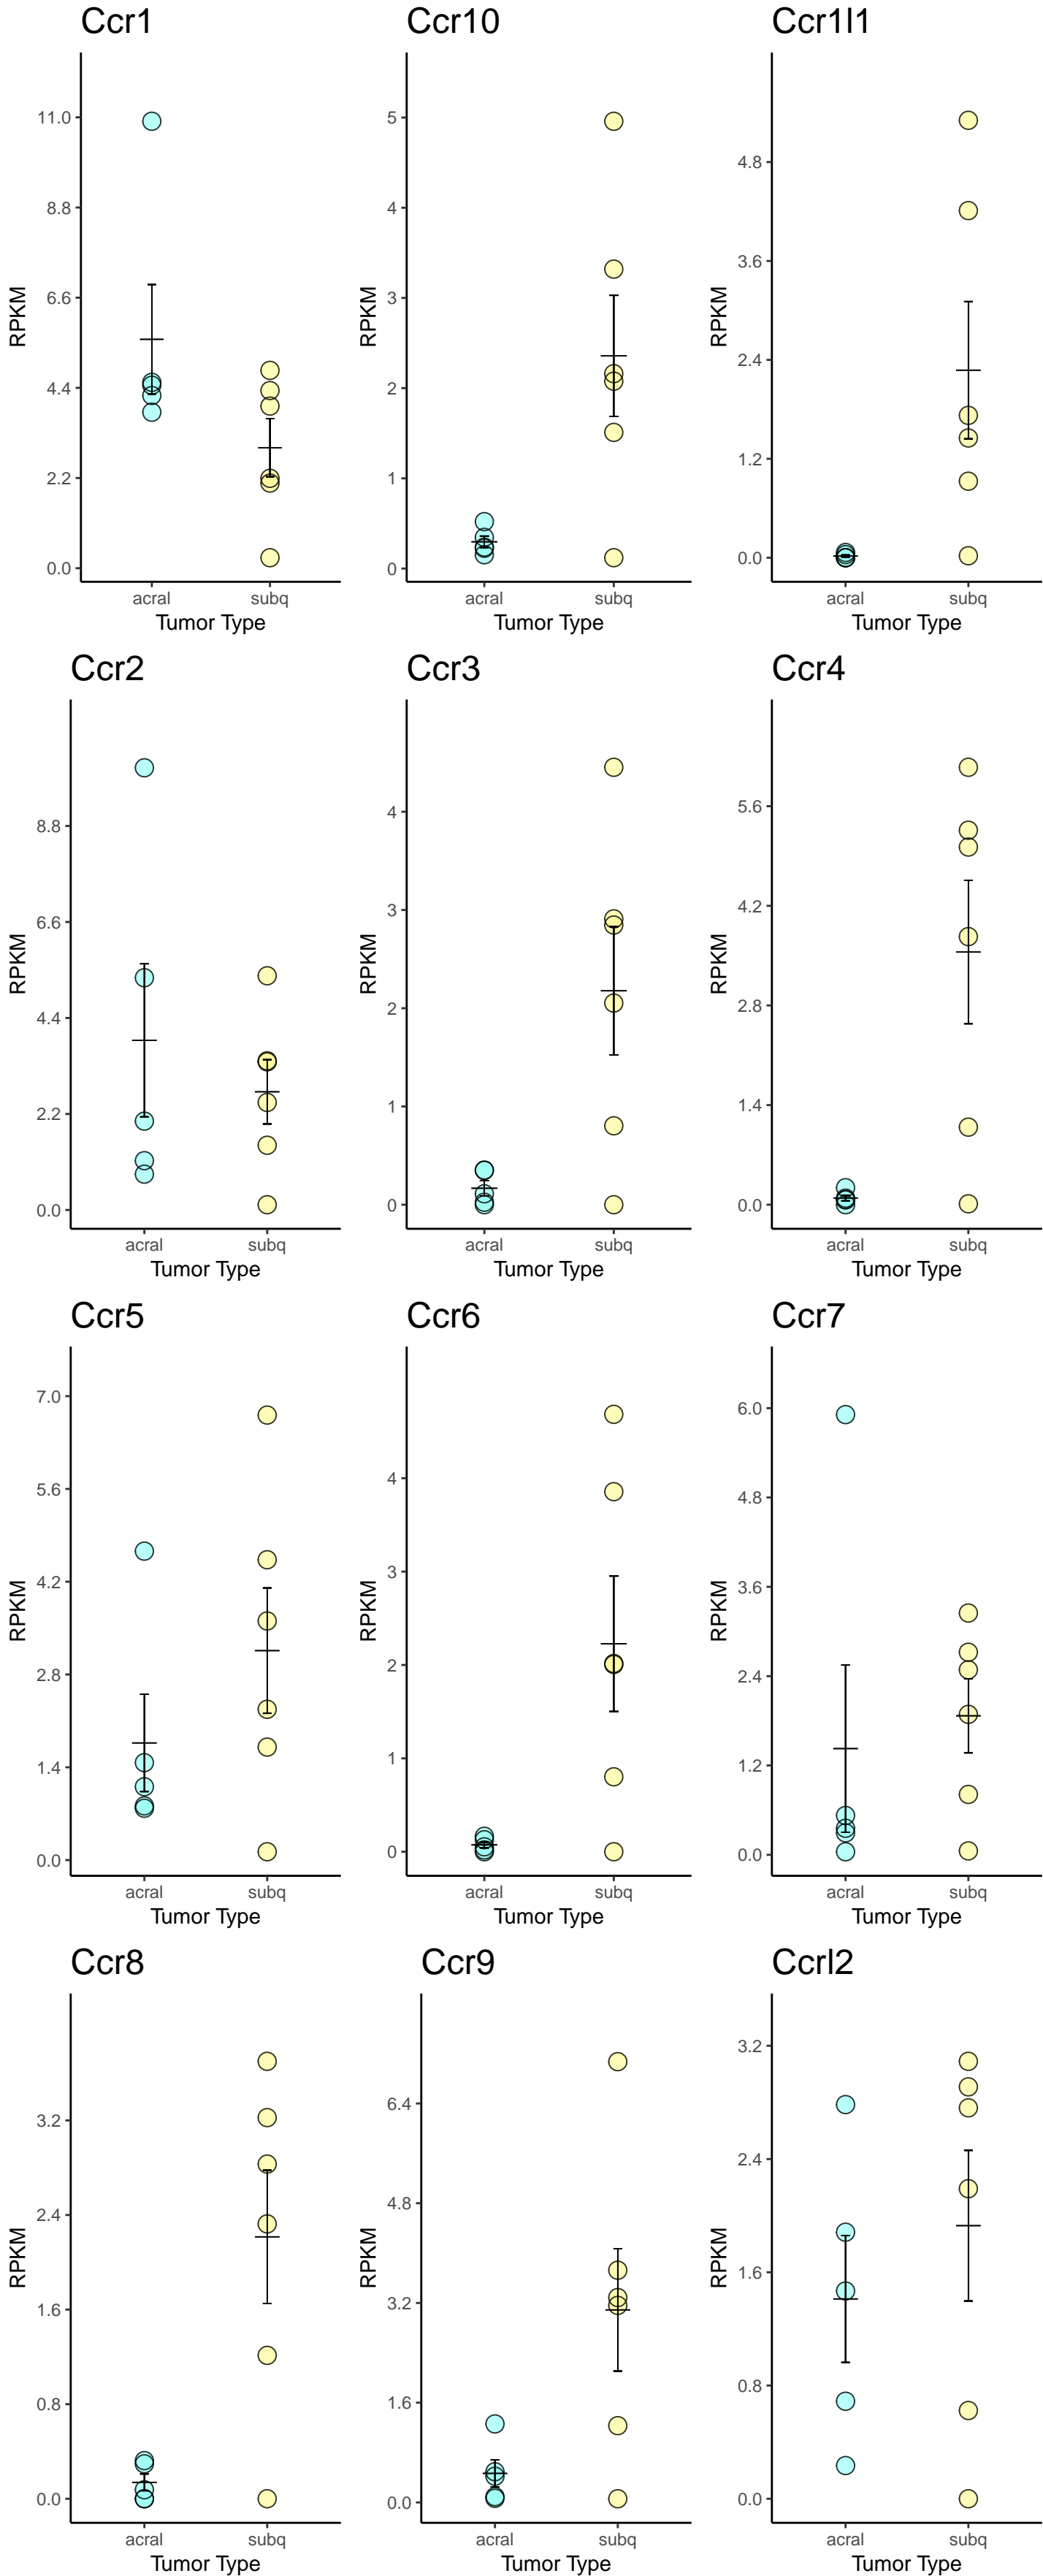 Ccr1
Ccr10
Ccr1l1
11.0
8.8
6.6
4.4
2.2
0.0
RPKM
acral
subq
Tumor Type
5
4
3
2
1
0
RPKM
acral
subq
Tumor Type
4.8
3.6
2.4
1.2
0.0
RPKM
acral
subq
Tumor Type
Ccr2
Ccr3
Ccr4
8.8
6.6
4.4
2.2
0.0
RPKM
acral
subq
Tumor Type
4
3
2
1
0
RPKM
acral
subq
Tumor Type
5.6
4.2
2.8
1.4
0.0
RPKM
acral
subq
Tumor Type
Ccr5
Ccr6
Ccr7
7.0
5.6
4.2
2.8
1.4
0.0
RPKM
acral
subq
Tumor Type
4
3
2
1
0
RPKM
acral
subq
Tumor Type
6.0
4.8
3.6
2.4
1.2
0.0
RPKM
acral
subq
Tumor Type
Ccr8
Ccr9
Ccrl2
3.2
2.4
1.6
0.8
0.0
RPKM
acral
subq
Tumor Type
6.4
4.8
3.2
1.6
0.0
RPKM
acral
subq
Tumor Type
3.2
2.4
1.6
0.8
0.0
RPKM
acral
subq
Tumor Type